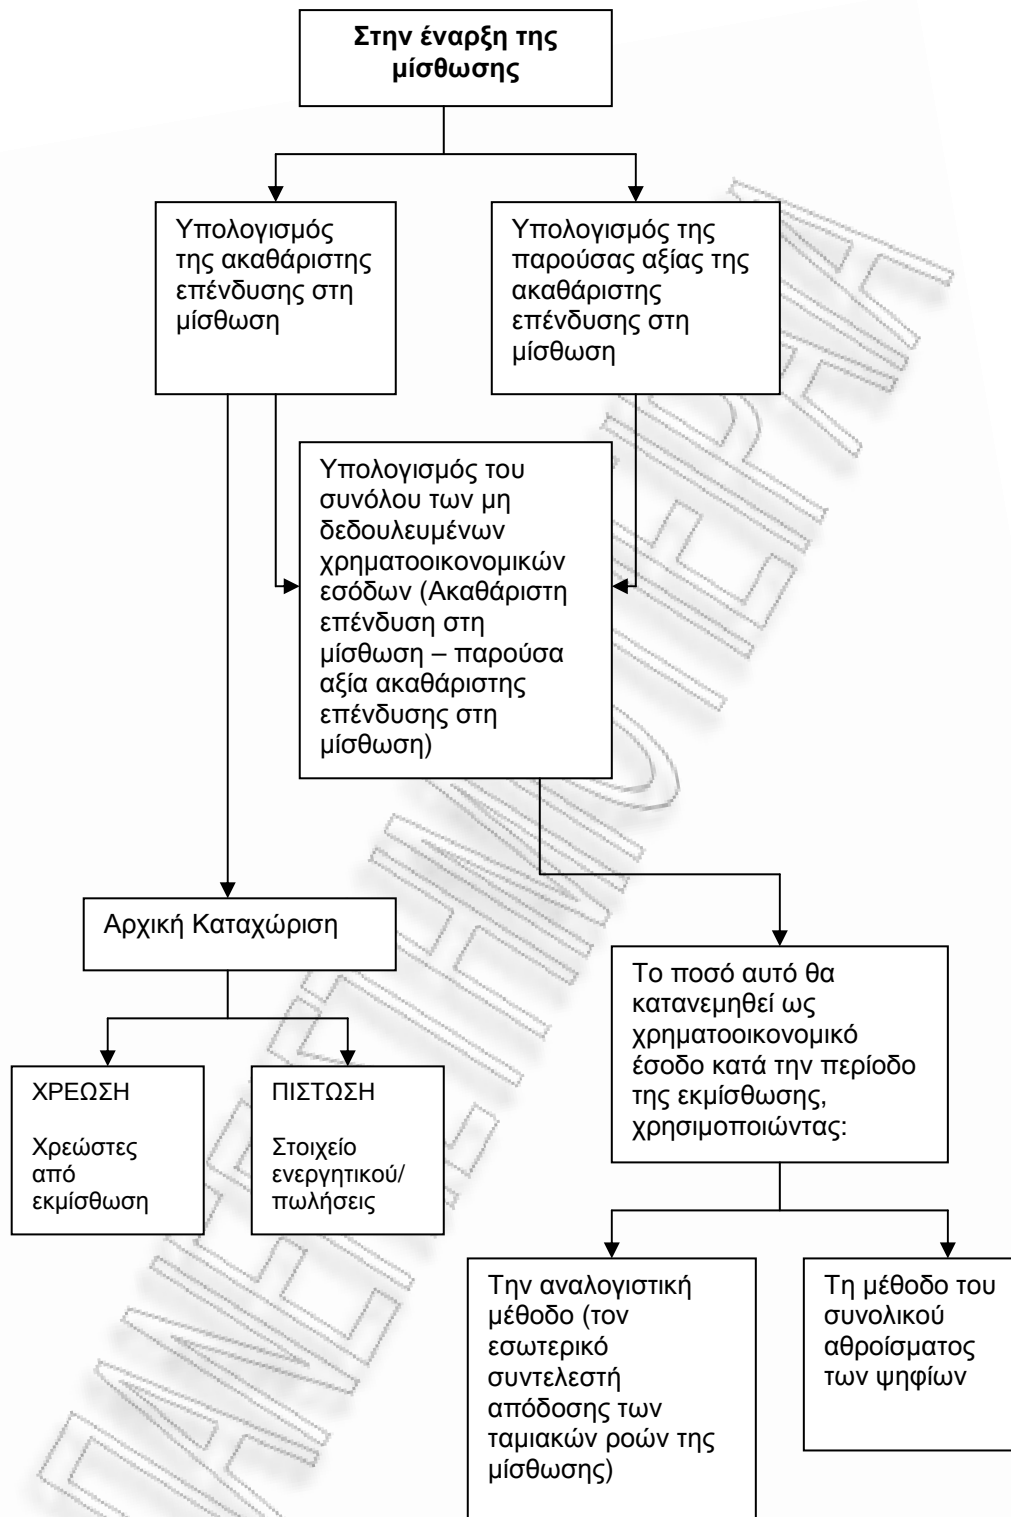 Στην έναρξη της
μίσθωσης
Υπολογισμός
της ακαθάριστης
επένδυσης στη
μίσθωση
Υπολογισμός της
παρούσας αξίας της
ακαθάριστης
επένδυσης στη
μίσθωση
Υπολογισμός του
συνόλου των μη
δεδουλευμένων
χρηματοοικονομικών
εσόδων (Ακαθάριστη
επένδυση στη
μίσθωση – παρούσα
αξία ακαθάριστης
επένδυσης στη
μίσθωση)
Αρχική Καταχώριση
Το ποσό αυτό θα
κατανεμηθεί ως
χρηματοοικονομικό
έσοδο κατά την περίοδο
της εκμίσθωσης,
χρησιμοποιώντας:
ΧΡΕΩΣΗ
Χρεώστες
από
εκμίσθωση
ΠΙΣΤΩΣΗ
Στοιχείο
ενεργητικού/
πωλήσεις
Την αναλογιστική
μέθοδο (τον
εσωτερικό
συντελεστή
απόδοσης των
ταμιακών ροών της
μίσθωσης)
Τη μέθοδο του
συνολικού
αθροίσματος
των ψηφίων